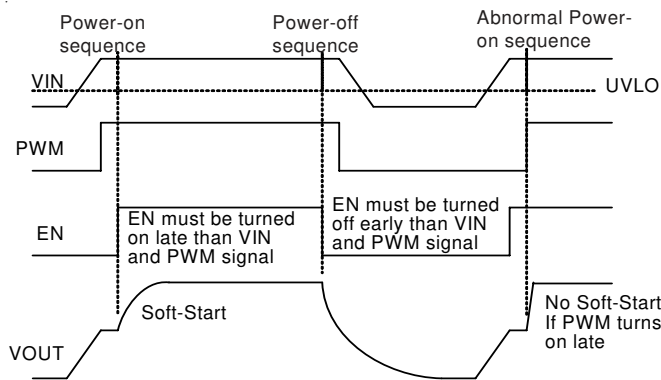 Power-on
sequence
Power-off
sequence
Abnormal Power-
on sequence
VIN
UVLO
PWM
EN
EN must be turned
on late than VIN
and PWM signal
EN must be turned
off early than VIN
and PWM signal
Soft-Start
No Soft-Start
If PWM turns
on late
VOUT